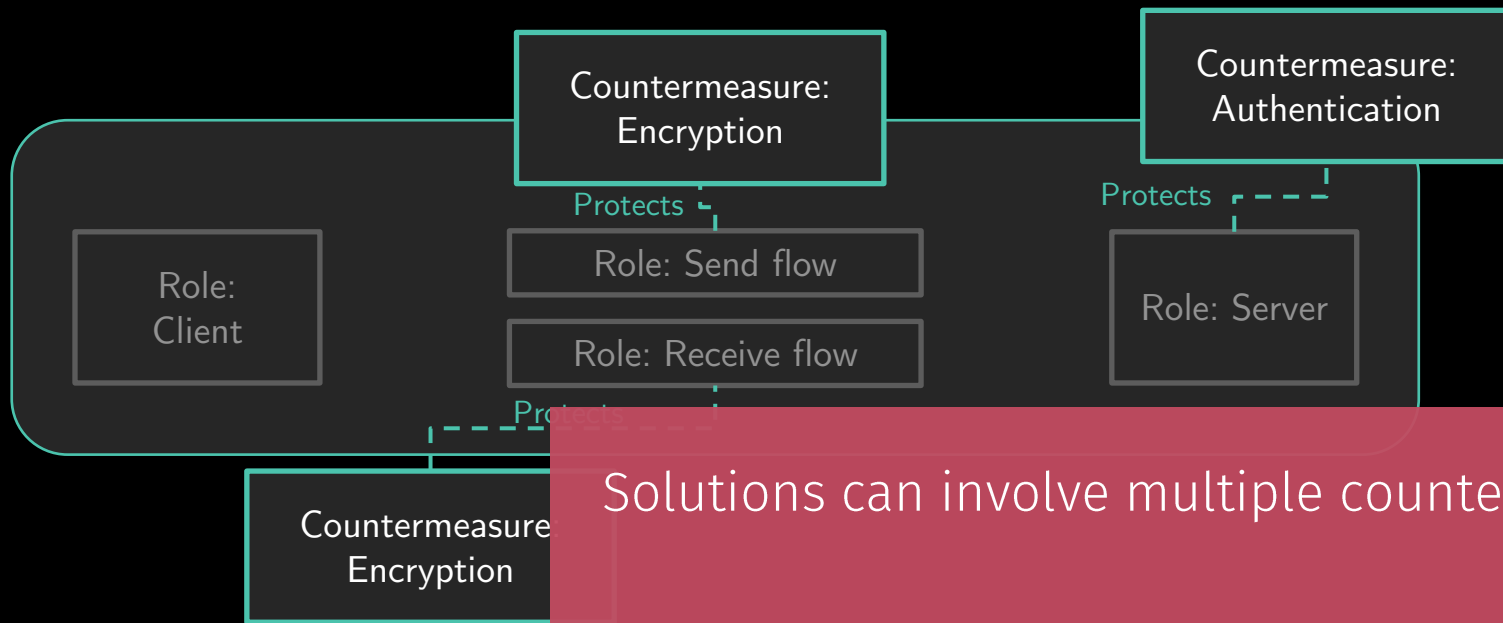 Countermeasure:
Encryption
Countermeasure:
Authentication
Protects
Protects
Role:
Client
Role: Send flow
Role: Server
Role: Receive flow
Protects
Countermeasure:
Encryption
Solutions can involve multiple counte